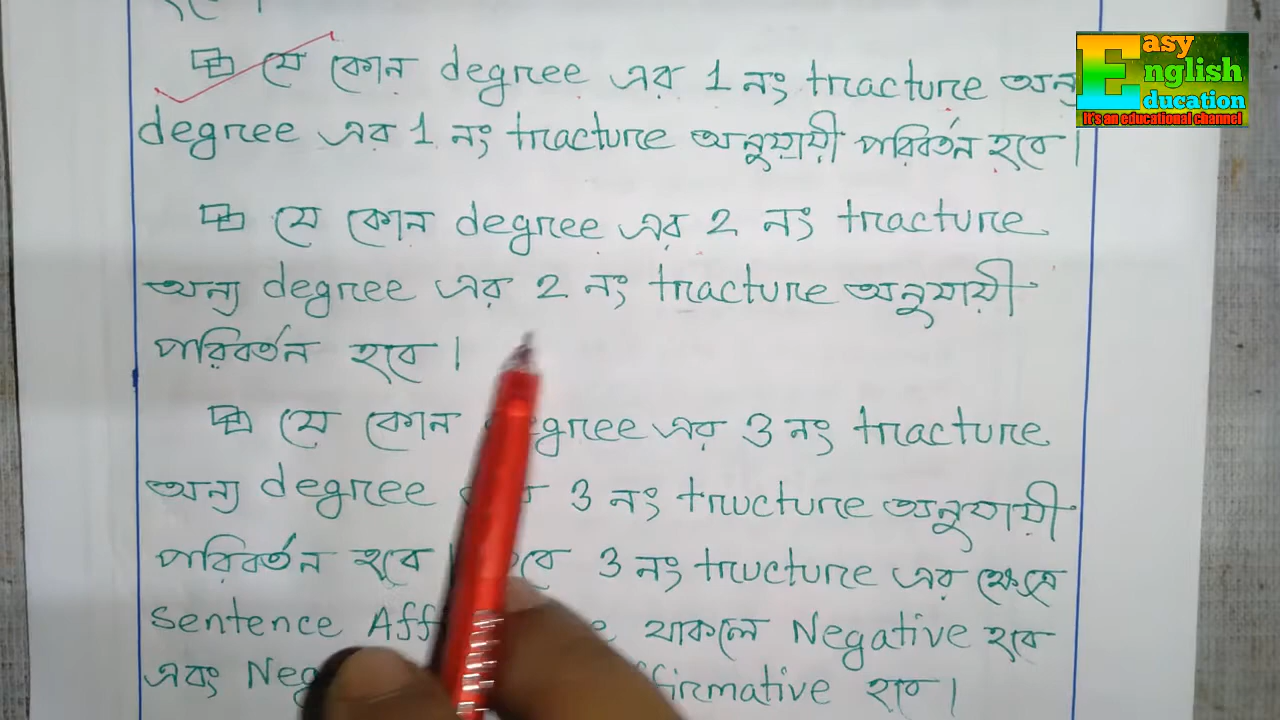 যে কোন degree এর 1 নং tracture অন্য
degree এর 1 নং tracture অনুযায়ী পরিবর্তন হবে।
যে কোন degree এর 2 নং tracture
অন্য degree এর 2 নং tracture অনুযায়ী
পরিবর্তন হবে।
যে কোন degree এর 3 নং tracture
অন্য degree 3 নং tructure অনুযায়ী
পরিবর্তন হবে 3 নং tructure এর ক্ষেত্রে
sentence থাকলে Negative হবে
এবং হবে।
Easy
English
Education
It's an educational channel